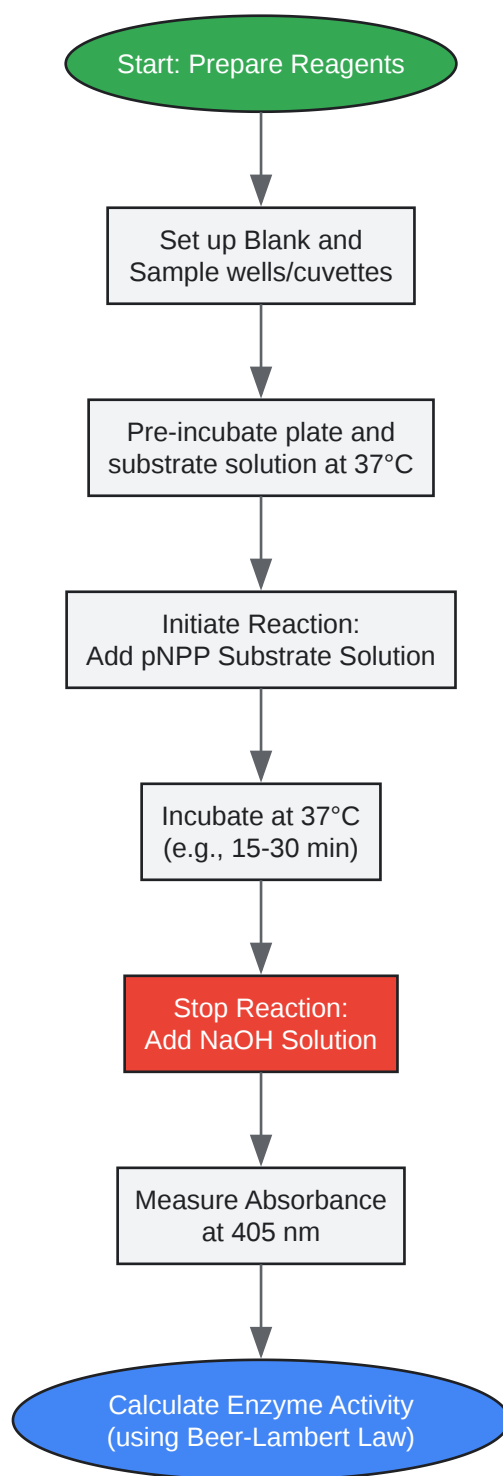 Start: Prepare Reagents
Set up Blank and
Sample wells/cuvettes
Pre-incubate plate and
substrate solution at 37°C
Initiate Reaction:
Add pNPP Substrate Solution
Incubate at 37°C
(e.g., 15-30 min)
Stop Reaction:
Add NaOH Solution
Measure Absorbance
at 405 nm
Calculate Enzyme Activity
(using Beer-Lambert Law)